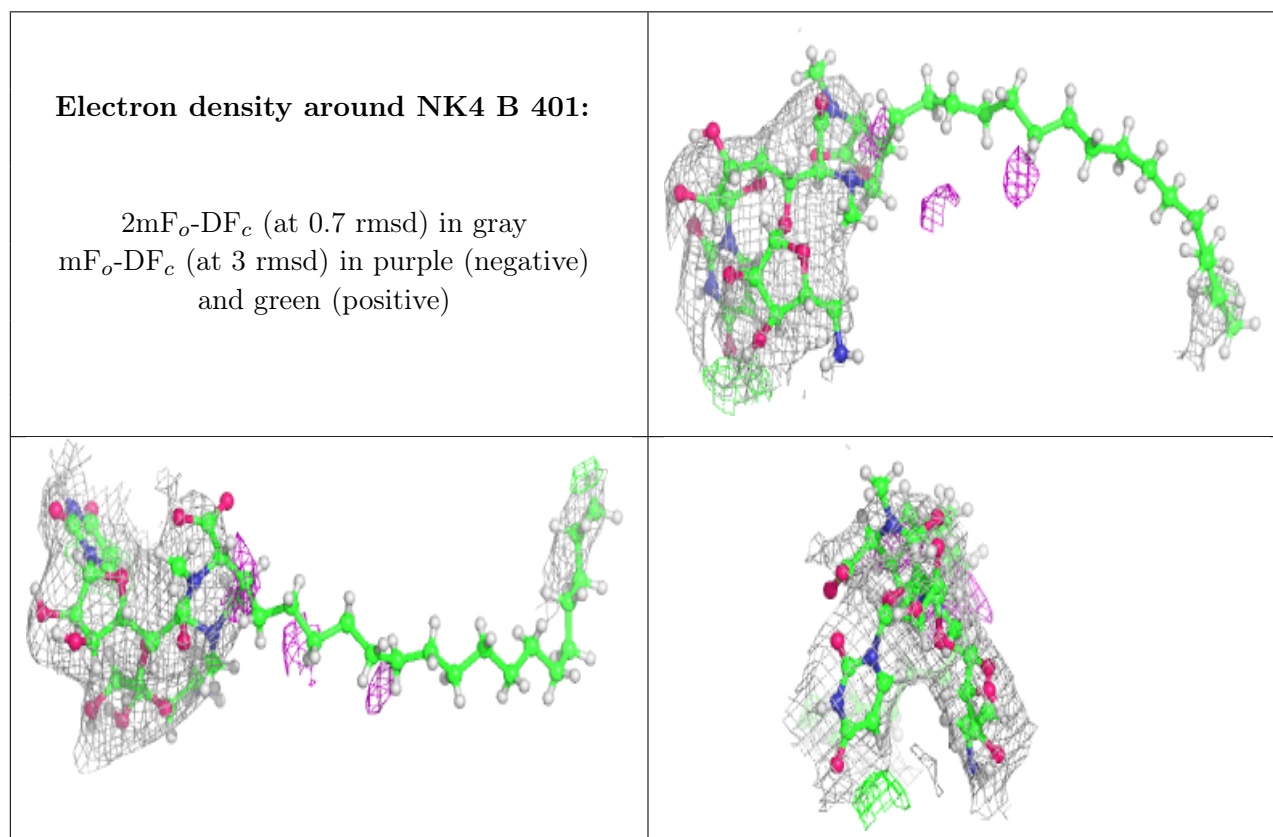 Electron density around NK4 B 401:
2mFo-DFc (at 0.7 rmsd) in gray
mFo-DFc (at 3 rmsd) in purple (negative)
and green (positive)